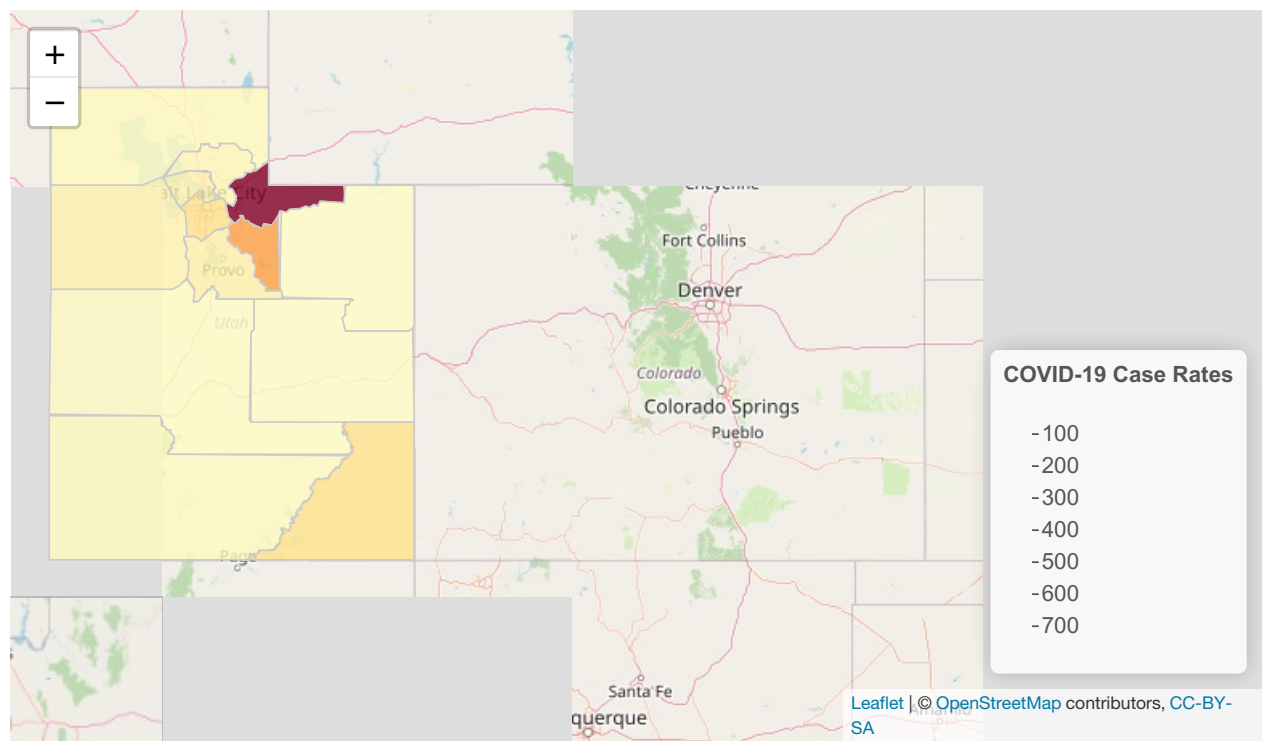 +
−
Cheyenne
alt Lake City
Fort Collins
Provo
Denver
Utah
Colorado
Colorado Springs
Pueblo
COVID-19 Case Rates
-100
-200
-300
-400
-500
-600
-700
Page
Santa Fe
querque
Amarillo
Leaflet | © OpenStreetMap contributors, CC-BY-
SA